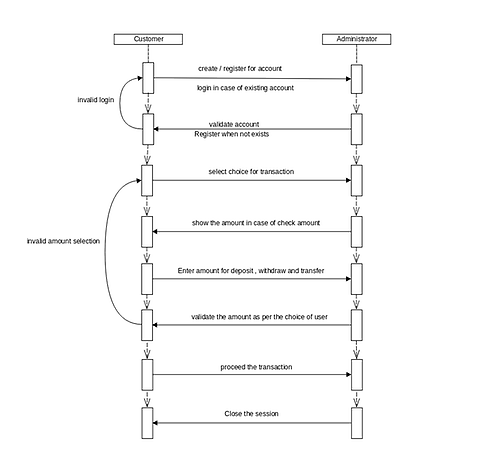 Customer
Administrator
create / register for account
login in case of existing account
invalid login
validate account
Register when not exists
select choice for transaction
show the amount in case of check amount
invalid amount selection
Enter amount for deposit , withdraw and transfer
validate the amount as per the choice of user
proceed the transaction
Close the session